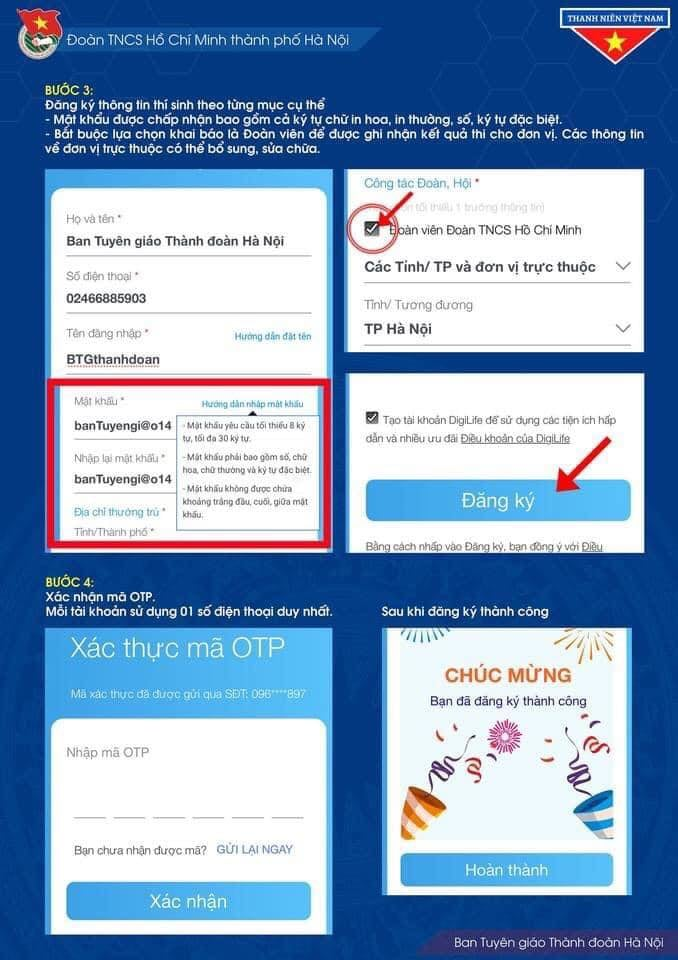 Đoàn TNCS Hồ Chí Minh thành phố Hà Nội
THANH NIÊN VIỆT NAM
BƯỚC 3:
Đăng ký thông tin thí sinh theo từng mục cụ thể
- Mật khẩu được chấp nhận bao gồm cả ký tự chữ in hoa, in thường, số, ký tự đặc biệt.
- Bắt buộc lựa chọn khai báo là Đoàn viên để được ghi nhận kết quả thi cho đơn vị. Các thông tin
về đơn vị trực thuộc có thể bổ sung, sửa chữa.
Họ và tên *
Ban Tuyên giáo Thành đoàn Hà Nội
Số điện thoại *
02466885903
Tên đăng nhập *
Hướng dẫn đặt tên
BTGthanhdoan
Mật khẩu *
Hướng dẫn nhập mật khẩu
banTuyengi@o14
Nhập lại mật khẩu *
banTuyengi@o14
Địa chỉ thường trú *
Tỉnh/Thành phố *
- Mật khẩu yêu cầu tối thiểu 8 ký
tự, tối đa 30 ký tự.
- Mật khẩu phải bao gồm số, chữ
hoa, chữ thường và ký tự đặc biệt.
- Mật khẩu không được chứa
khoảng trắng đầu, cuối, giữa mật
khẩu.
Công tác Đoàn, Hội *
tối thiểu 1 trường thông tin)
Đoàn viên Đoàn TNCS Hồ Chí Minh
Các Tỉnh/ TP và đơn vị trực thuộc
Tỉnh/ Tương đương
TP Hà Nội
Tạo tài khoản DigiLife để sử dụng các tiện ích hấp
dẫn và nhiều ưu đãi Điều khoản của DigiLife
Đăng ký
Bằng cách nhấp vào Đăng ký, bạn đồng ý với Điều
BƯỚC 4:
Xác nhận mã OTP.
Mỗi tài khoản sử dụng 01 số điện thoại duy nhất.
Xác thực mã OTP
Mã xác thực đã được gửi qua SĐT: 096****897
Nhập mã OTP
Bạn chưa nhận được mã? GỬI LẠI NGAY
Xác nhận
Sau khi đăng ký thành công
CHÚC MỪNG
Bạn đã đăng ký thành công
Hoàn thành
Ban Tuyên giáo Thành đoàn Hà Nội